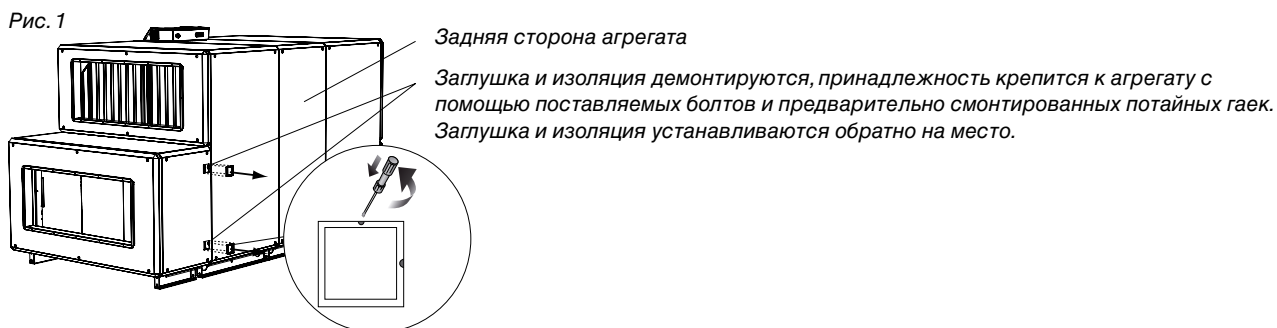 Рис. 1
Задняя сторона агрегата
Заглушка и изоляция демонтируются, принадлежность крепится к агрегату с
помощью поставляемых болтов и предварительно смонтированных потайных гаек.
Заглушка и изоляция устанавливаются обратно на место.